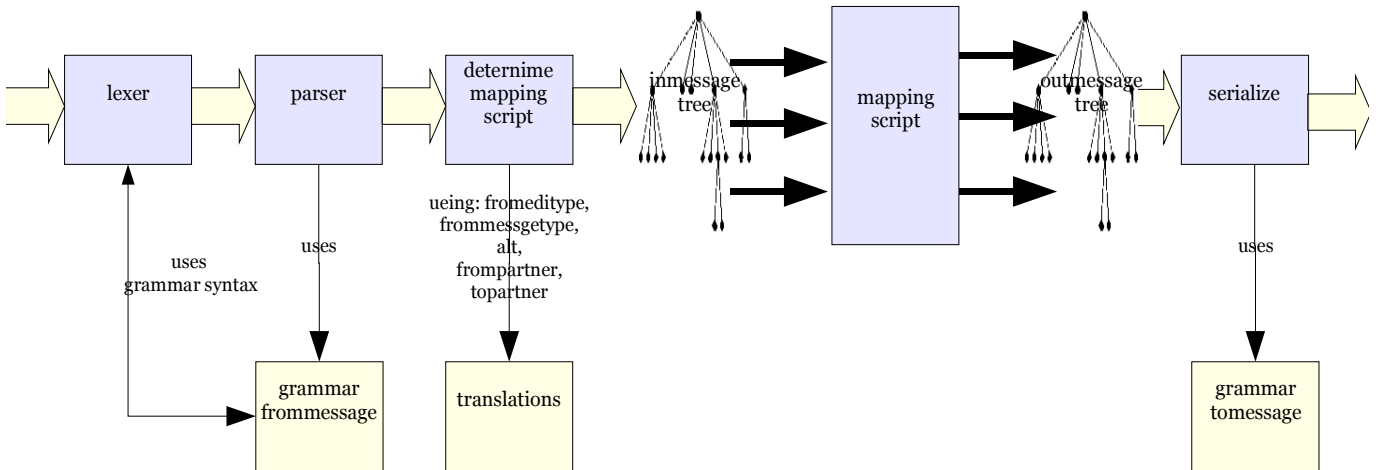 lexer
parser
deternime
mapping
script
inmessage
tree
mapping
script
outmessage
tree
serialize
uses
grammar syntax
uses
ueing: fromeditype,
frommessgetype,
alt,
frompartner,
topartner
uses
grammar
frommessage
translations
grammar
tomessage